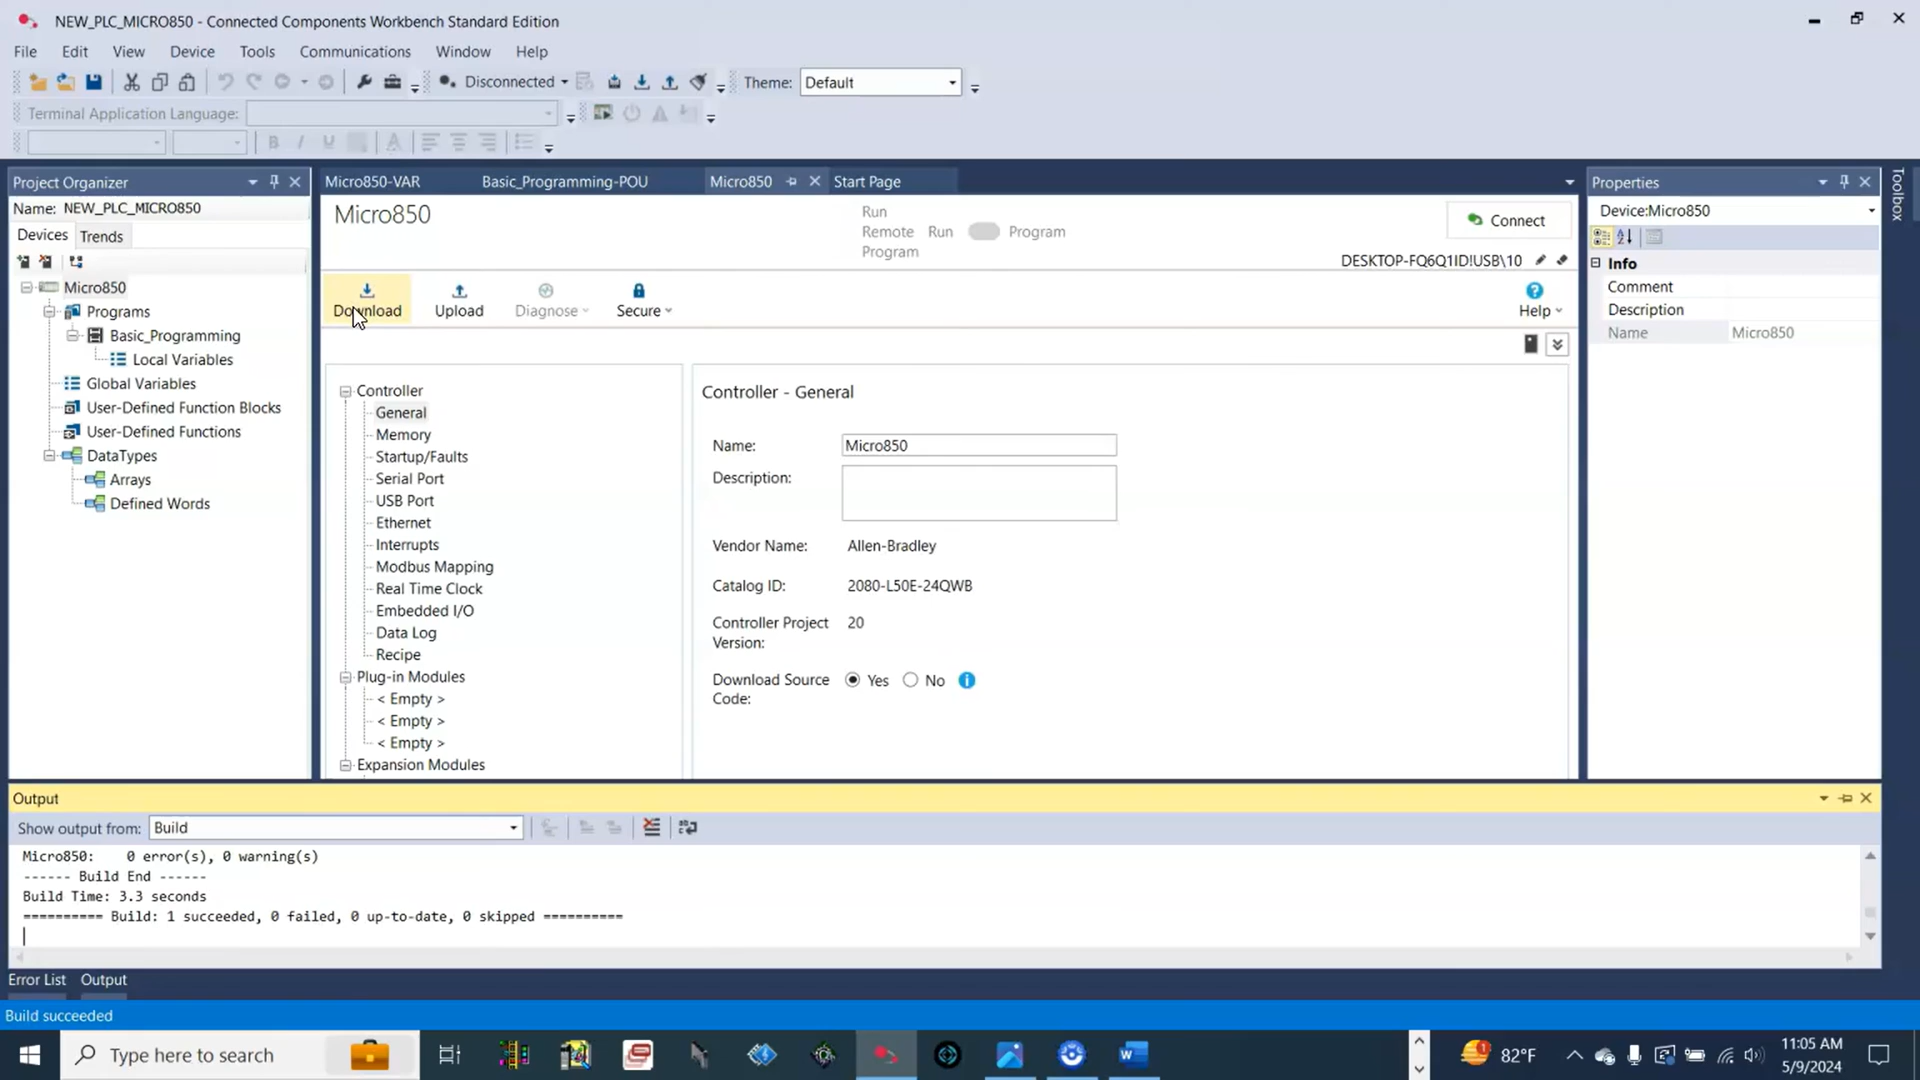 NEW_PLC_MICRO850 - Connected Components Workbench Standard Edition
File Edit View Device Tools Communications Window Help
Disconnected Theme: Default
Terminal Application Language:
B I U A
Project Organizer
Name: NEW_PLC_MICRO850
Devices Trends
Micro850
Programs
Basic_Programming
Local Variables
Global Variables
User-Defined Function Blocks
User-Defined Functions
DataTypes
Arrays
Defined Words
Micro850-VAR Basic_Programming-POU Micro850 Start Page
Micro850
Run
Remote Run Program
Program
Connect
DESKTOP-FQ6Q1ID!USB\10
Download Upload Diagnose Secure Help
Controller
General
Memory
Startup/Faults
Serial Port
USB Port
Ethernet
Interrupts
Modbus Mapping
Real Time Clock
Embedded I/O
Data Log
Recipe
Plug-in Modules
< Empty >
< Empty >
< Empty >
Expansion Modules
Controller - General
Name: Micro850
Description:
Vendor Name: Allen-Bradley
Catalog ID: 2080-L50E-24QWB
Controller Project Version: 20
Download Source Code: Yes No
Properties
Device:Micro850
Info
Comment
Description
Name Micro850
Toolbox
Output
Show output from: Build
Micro850: 0 error(s), 0 warning(s)
------ Build End ------
Build Time: 3.3 seconds
========== Build: 1 succeeded, 0 failed, 0 up-to-date, 0 skipped ==========
Error List Output
Build succeeded
Type here to search
82°F
11:05 AM
5/9/2024